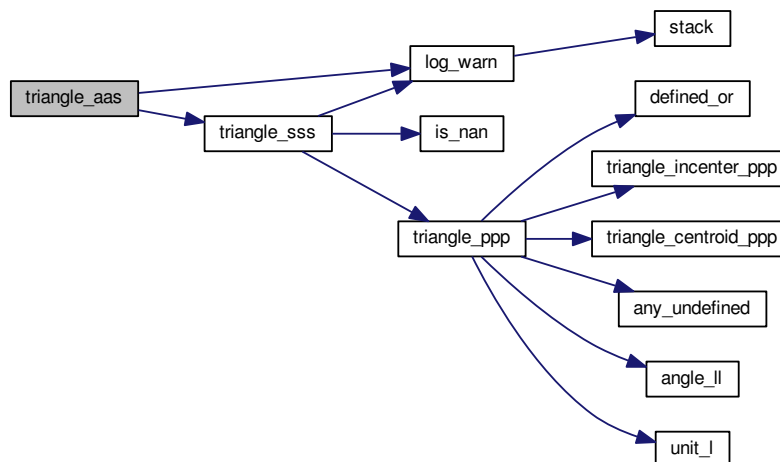 stack
log_warn
triangle_aas
defined_or
triangle_sss
is_nan
triangle_incenter_ppp
triangle_ppp
triangle_centroid_ppp
any_undefined
angle_ll
unit_l